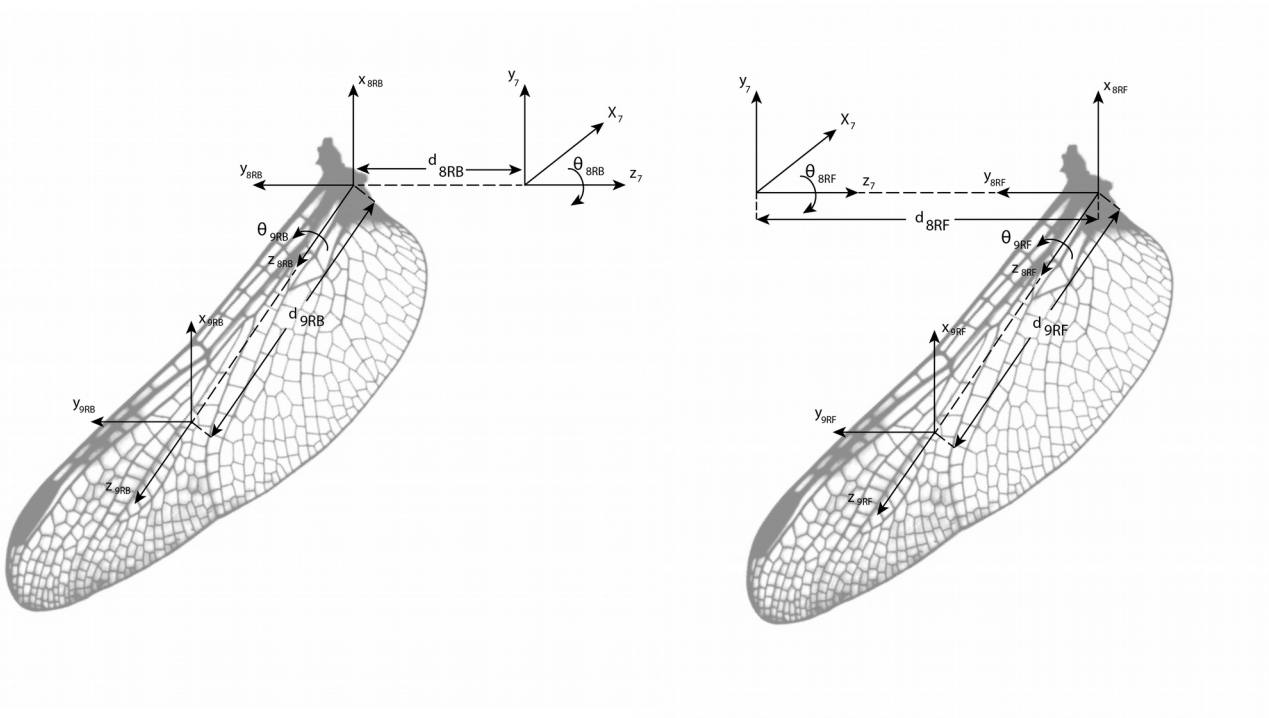 x8RB
y7
X7
y8RB
d8RB
θ8RB
z7
θ9RB
z8RB
d9RB
x9RB
y9RB
z9RB
y7
X7
x8RF
θ8RF
z7
y8RF
d8RF
θ9RF
z8RF
d9RF
x9RF
y9RF
z9RF